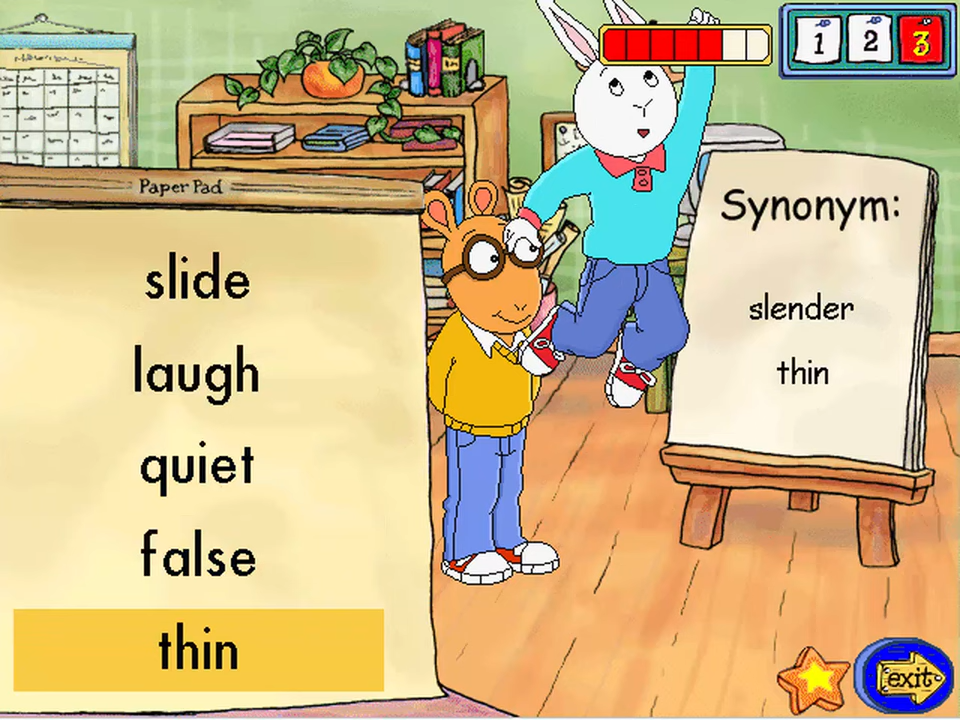 1 2 3
Paper Pad
slide
laugh
quiet
false
thin
Synonym:
slender
thin
exit